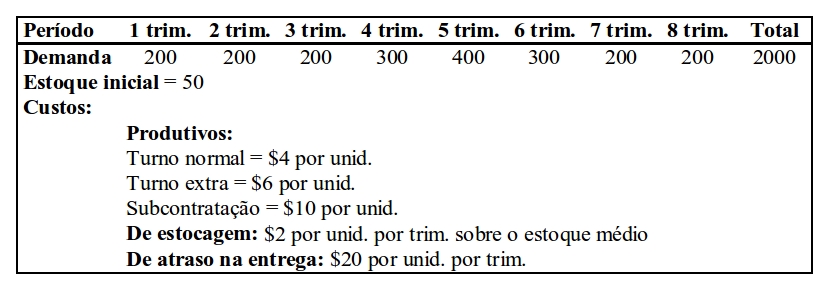 Período 1 trim. 2 trim. 3 trim. 4 trim. 5 trim. 6 trim. 7 trim. 8 trim. Total
Demanda 200 200 200 300 400 300 200 200 2000
Estoque inicial = 50
Custos:
Produtivos:
Turno normal = $4 por unid.
Turno extra = $6 por unid.
Subcontratação = $10 por unid.
De estocagem: $2 por unid. por trim. sobre o estoque médio
De atraso na entrega: $20 por unid. por trim.